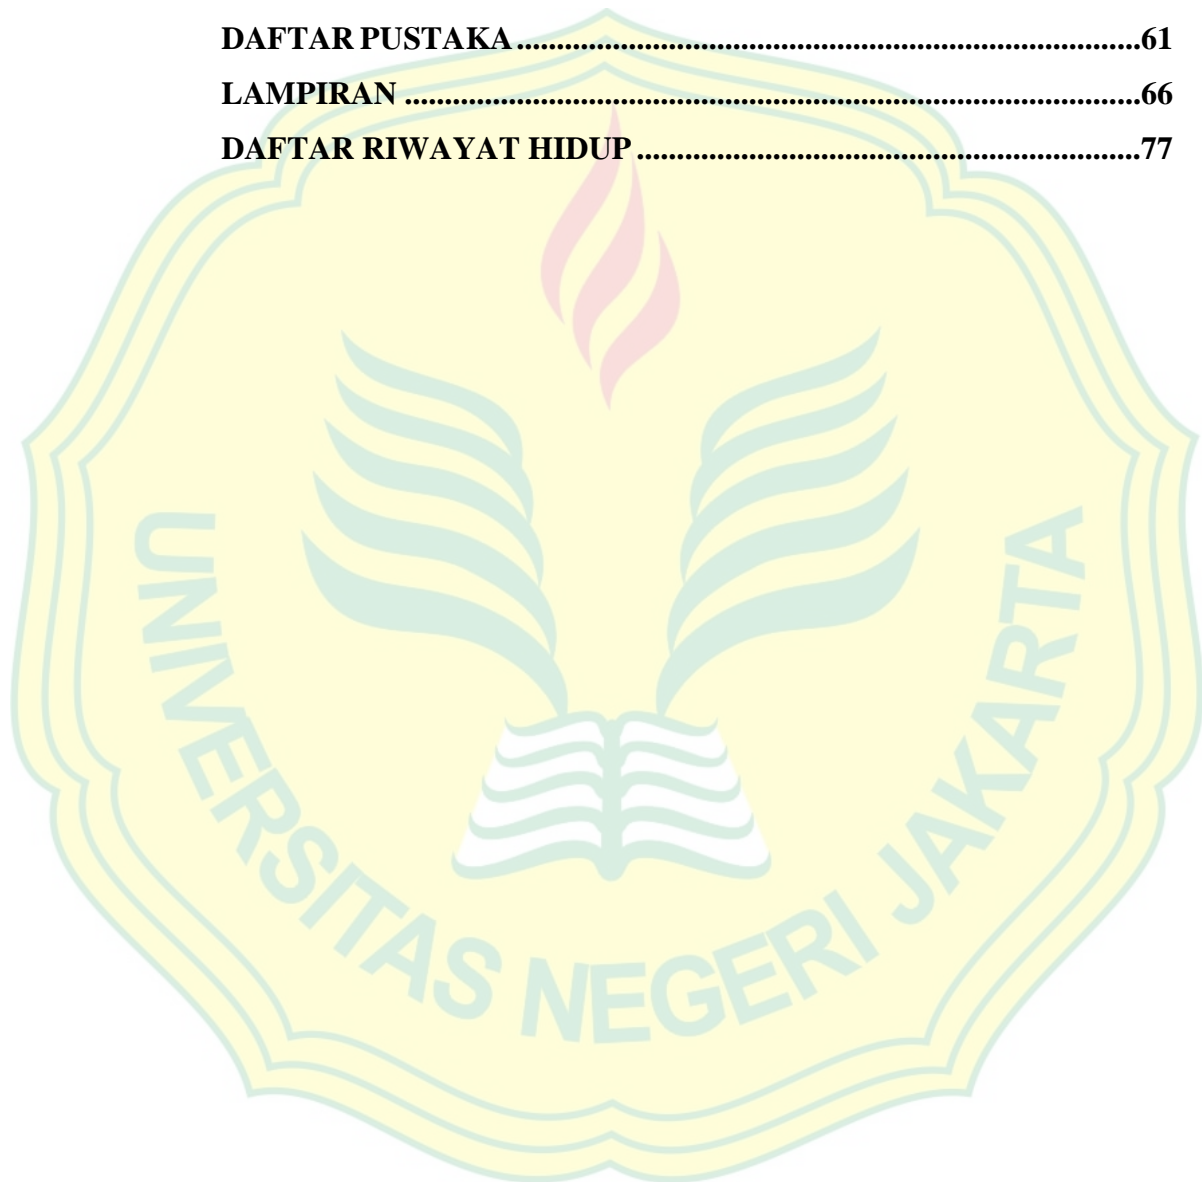 DAFTAR PUSTAKA...............................................................................61
LAMPIRAN .............................................................................................66
DAFTAR RIWAYAT HIDUP................................................................77
UNIVERSITAS NEGERI JAKARTA